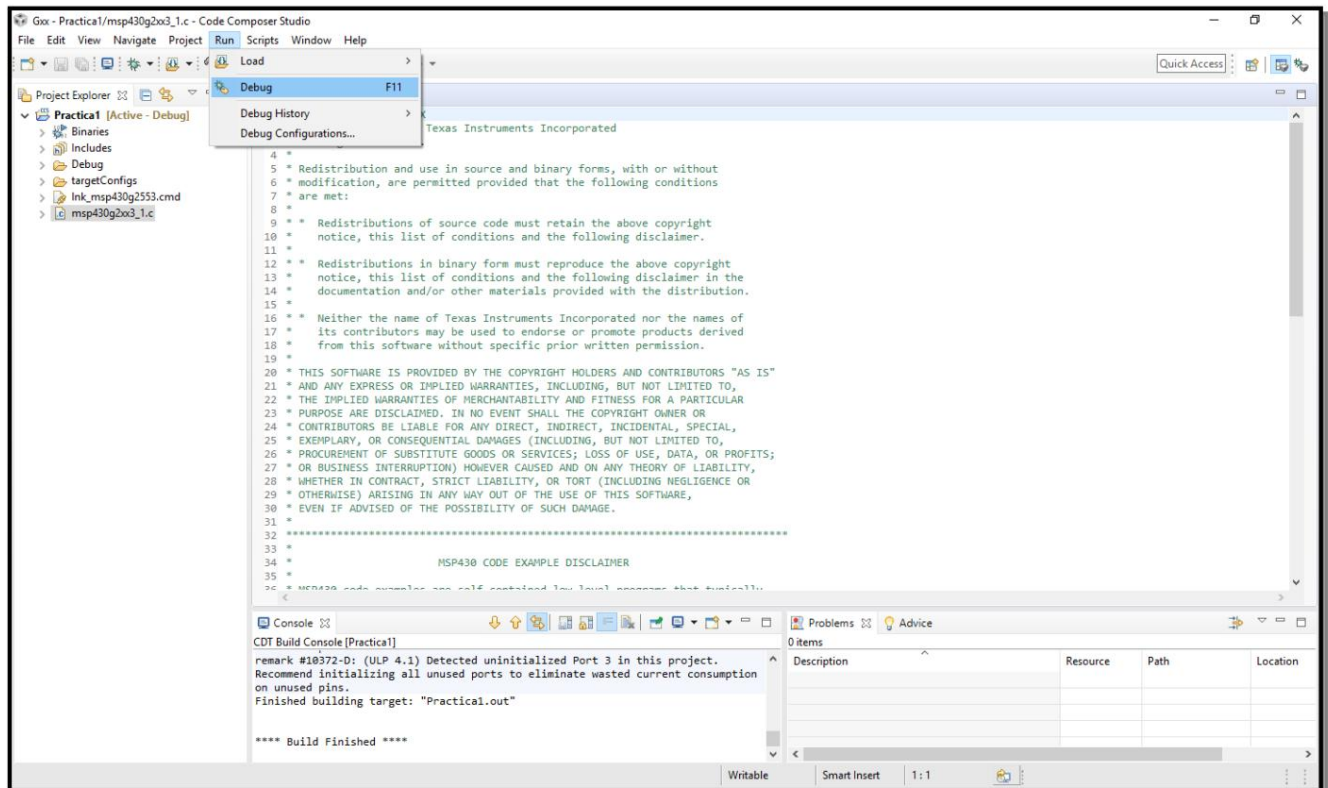 Gxx - Practica1/msp430g2xx3_1.c - Code Composer Studio
File Edit View Navigate Project Run Scripts Window Help
Load
Quick Access
Debug F11
Project Explorer
Debug History
Debug Configurations...
Practica1 [Active - Debug]
Binaries
Includes
Debug
targetConfigs
lnk_msp430g2553.cmd
msp430g2xx3_1.c
Texas Instruments Incorporated
4 *
5 * Redistribution and use in source and binary forms, with or without
6 * modification, are permitted provided that the following conditions
7 * are met:
8 *
9 * * Redistributions of source code must retain the above copyright
10 * notice, this list of conditions and the following disclaimer.
11 *
12 * * Redistributions in binary form must reproduce the above copyright
13 * notice, this list of conditions and the following disclaimer in the
14 * documentation and/or other materials provided with the distribution.
15 *
16 * * Neither the name of Texas Instruments Incorporated nor the names of
17 * its contributors may be used to endorse or promote products derived
18 * from this software without specific prior written permission.
19 *
20 * THIS SOFTWARE IS PROVIDED BY THE COPYRIGHT HOLDERS AND CONTRIBUTORS "AS IS"
21 * AND ANY EXPRESS OR IMPLIED WARRANTIES, INCLUDING, BUT NOT LIMITED TO,
22 * THE IMPLIED WARRANTIES OF MERCHANTABILITY AND FITNESS FOR A PARTICULAR
23 * PURPOSE ARE DISCLAIMED. IN NO EVENT SHALL THE COPYRIGHT OWNER OR
24 * CONTRIBUTORS BE LIABLE FOR ANY DIRECT, INDIRECT, INCIDENTAL, SPECIAL,
25 * EXEMPLARY, OR CONSEQUENTIAL DAMAGES (INCLUDING, BUT NOT LIMITED TO,
26 * PROCUREMENT OF SUBSTITUTE GOODS OR SERVICES; LOSS OF USE, DATA, OR PROFITS;
27 * OR BUSINESS INTERRUPTION) HOWEVER CAUSED AND ON ANY THEORY OF LIABILITY,
28 * WHETHER IN CONTRACT, STRICT LIABILITY, OR TORT (INCLUDING NEGLIGENCE OR
29 * OTHERWISE) ARISING IN ANY WAY OUT OF THE USE OF THIS SOFTWARE,
30 * EVEN IF ADVISED OF THE POSSIBILITY OF SUCH DAMAGE.
31 *
32 *******************************************************************************
33 *
34 * MSP430 CODE EXAMPLE DISCLAIMER
35 *
36 * MSP430 code examples are self-contained low-level programs that typically
Console
CDT Build Console [Practica1]
remark #10372-D: (ULP 4.1) Detected uninitialized Port 3 in this project.
Recommend initializing all unused ports to eliminate wasted current consumption
on unused pins.
Finished building target: "Practica1.out"
**** Build Finished ****
Problems Advice
0 items
Description Resource Path Location
Writable Smart Insert 1 : 1